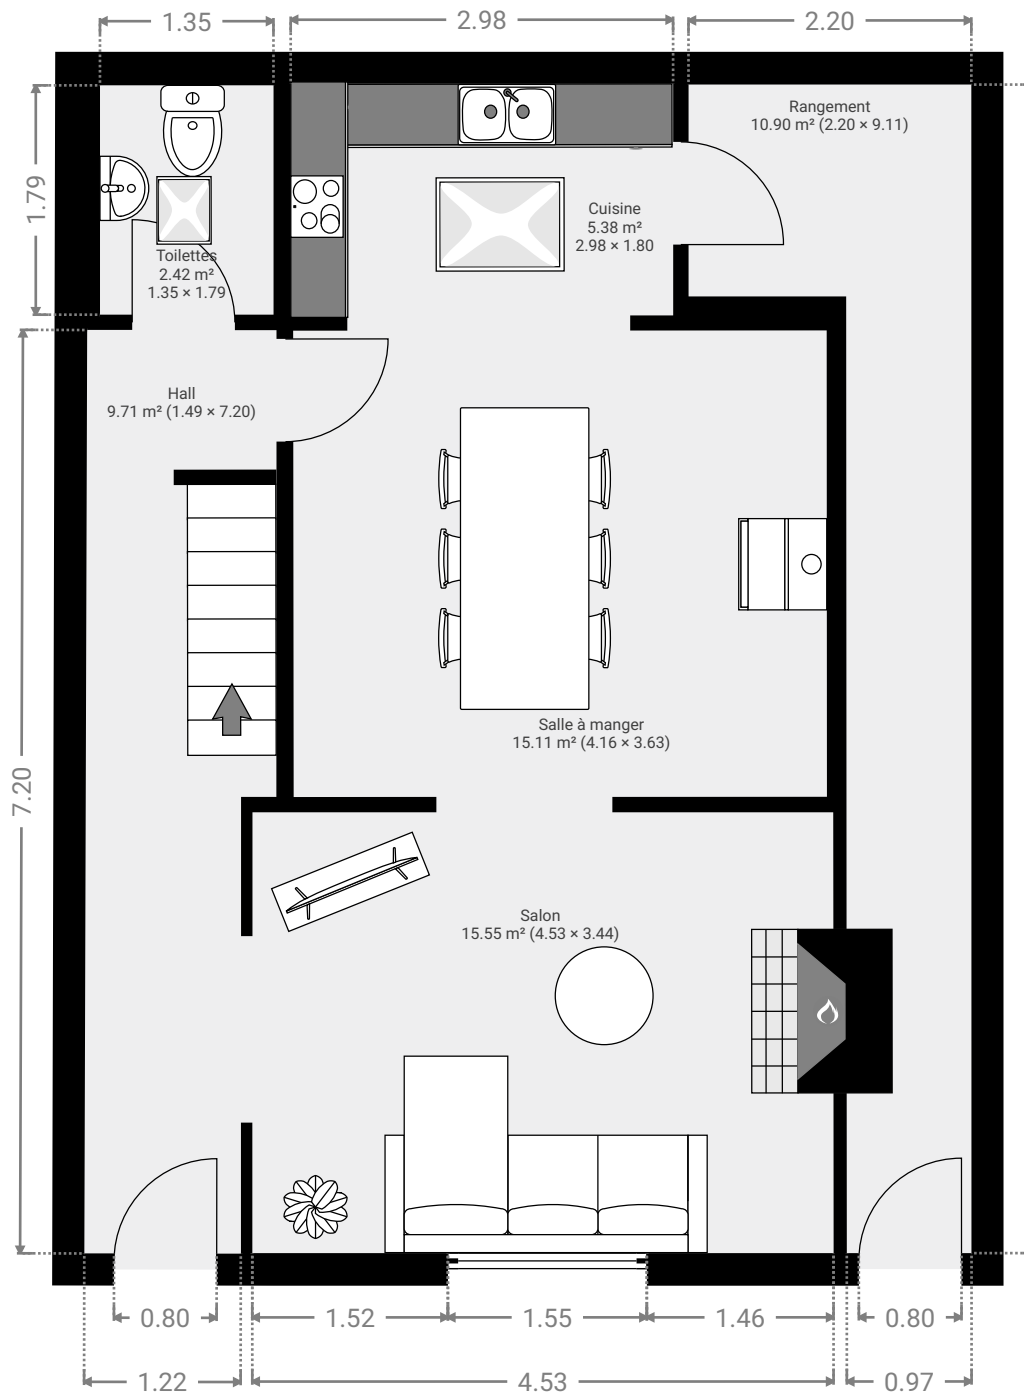 1.35
2.98
2.20
Rangement
10.90 m² (2.20 × 9.11)
1.79
Cuisine
5.38 m²
2.98 × 1.80
Toilettes
2.42 m²
1.35 × 1.79
Hall
9.71 m² (1.49 × 7.20)
Salle à manger
15.11 m² (4.16 × 3.63)
7.20
Salon
15.55 m² (4.53 × 3.44)
0.80
1.52
1.55
1.46
0.80
1.22
4.53
0.97